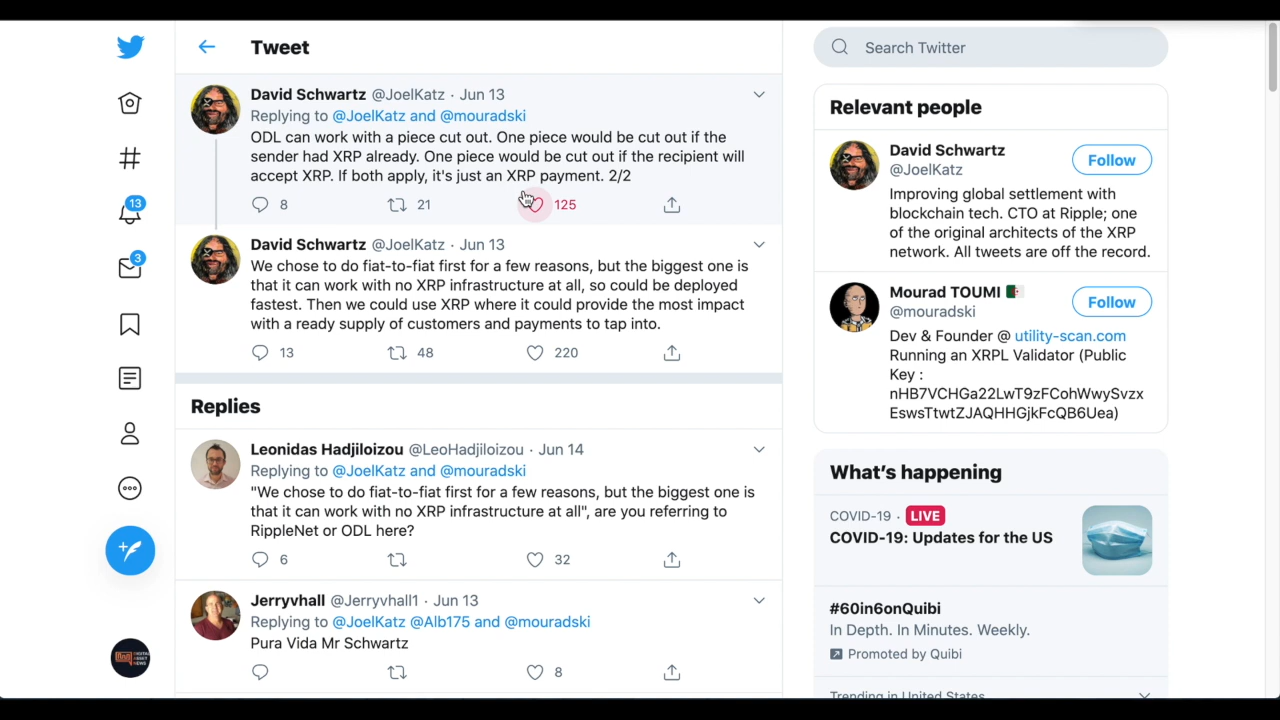 Tweet
David Schwartz @JoelKatz · Jun 13
Replying to @JoelKatz and @mouradski
ODL can work with a piece cut out. One piece would be cut out if the
sender had XRP already. One piece would be cut out if the recipient will
accept XRP. If both apply, it's just an XRP payment. 2/2
8 21 125
David Schwartz @JoelKatz · Jun 13
We chose to do fiat-to-fiat first for a few reasons, but the biggest one is
that it can work with no XRP infrastructure at all, so could be deployed
fastest. Then we could use XRP where it could provide the most impact
with a ready supply of customers and payments to tap into.
13 48 220
Replies
Leonidas Hadjiloizou @LeoHadjiloizou · Jun 14
Replying to @JoelKatz and @mouradski
"We chose to do fiat-to-fiat first for a few reasons, but the biggest one is
that it can work with no XRP infrastructure at all", are you referring to
RippleNet or ODL here?
6 32
Jerryvhall @Jerryvhall1 · Jun 13
Replying to @JoelKatz @Alb175 and @mouradski
Pura Vida Mr Schwartz
8
13
3
Search Twitter
Relevant people
David Schwartz
@JoelKatz
Follow
Improving global settlement with
blockchain tech. CTO at Ripple; one
of the original architects of the XRP
network. All tweets are off the record.
Mourad TOUMI
@mouradski
Follow
Dev & Founder @ utility-scan.com
Running an XRPL Validator (Public
Key :
nHB7VCHGa22LwT9zFCohWwySvzx
EswsTtwtZJAQHHGjkFcQB6Uea)
What's happening
COVID-19 · LIVE
COVID-19: Updates for the US
#60in6onQuibi
In Depth. In Minutes. Weekly.
Promoted by Quibi
Trending in United States